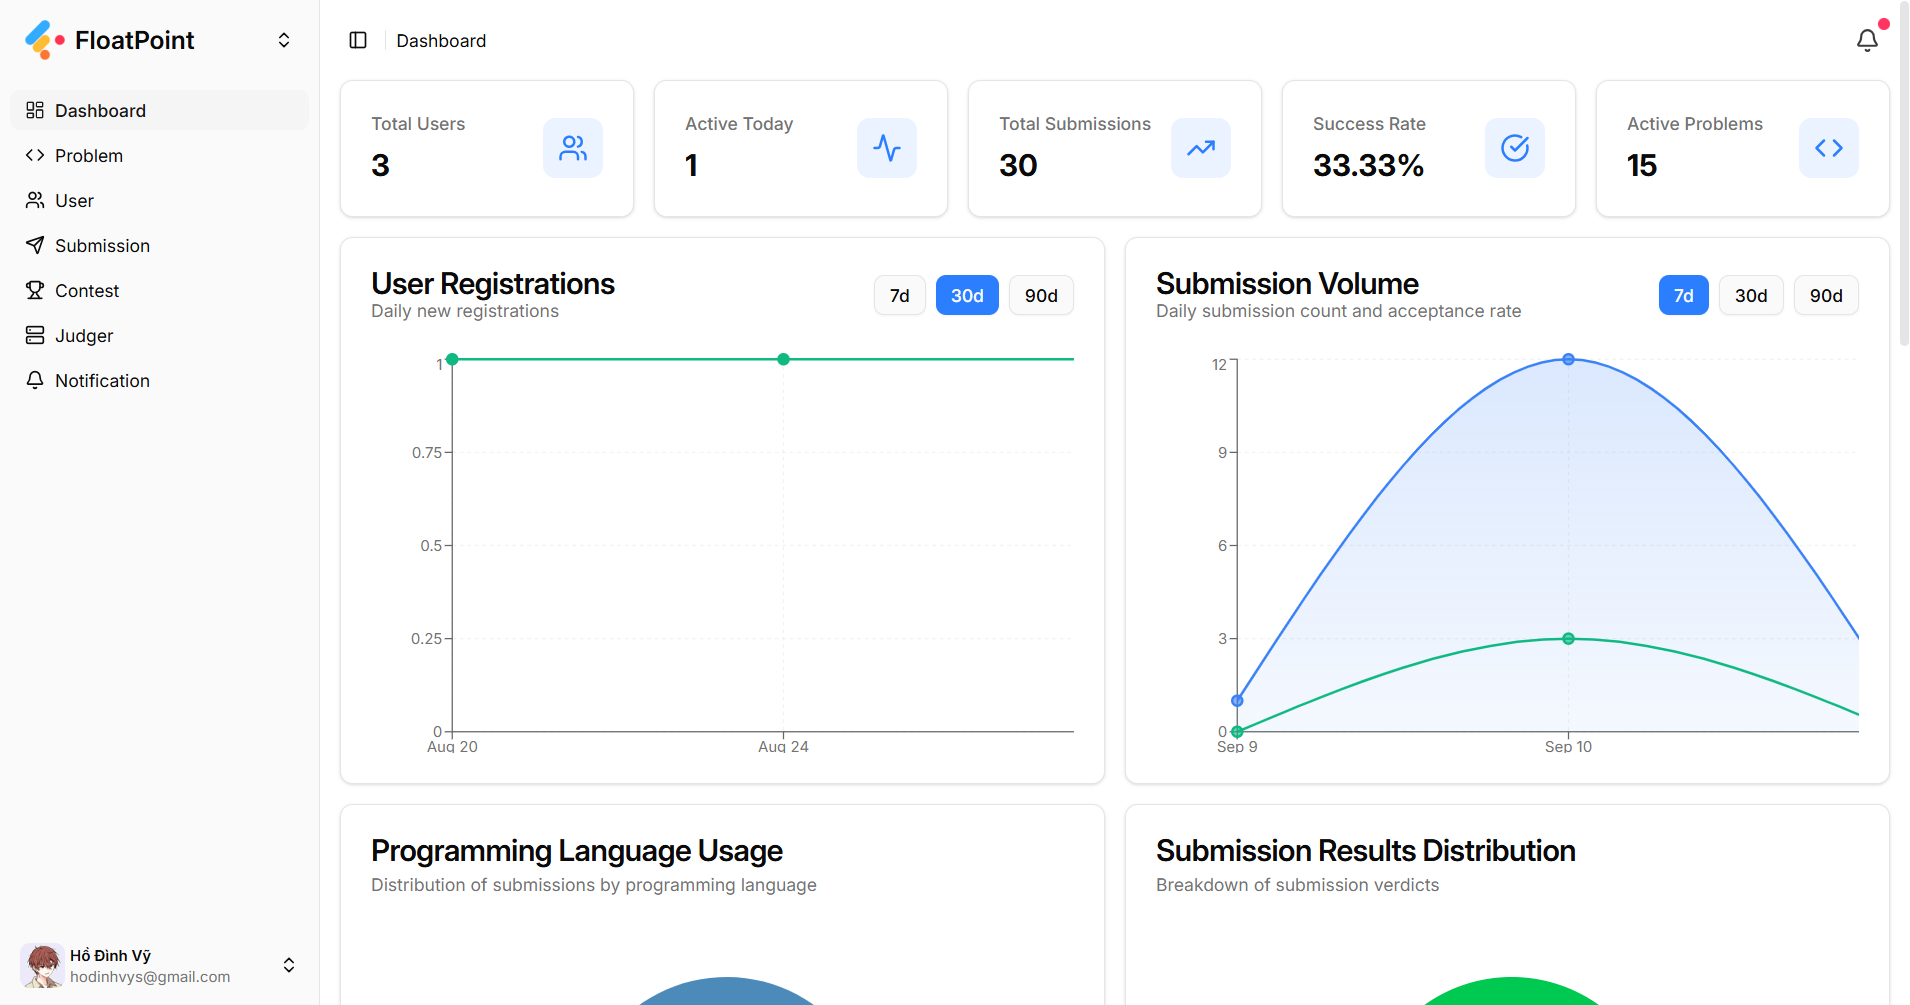 FloatPoint
Dashboard
Problem
User
Submission
Contest
Judger
Notification
Hồ Đình Vỹ
hodinhvys@gmail.com
Dashboard
Total Users
3
Active Today
1
Total Submissions
30
Success Rate
33.33%
Active Problems
15
User Registrations
Daily new registrations
7d 30d 90d
1
0.75
0.5
0.25
0
Aug 20 Aug 24
Submission Volume
Daily submission count and acceptance rate
7d 30d 90d
12
9
6
3
0
Sep 9 Sep 10
Programming Language Usage
Distribution of submissions by programming language
Submission Results Distribution
Breakdown of submission verdicts